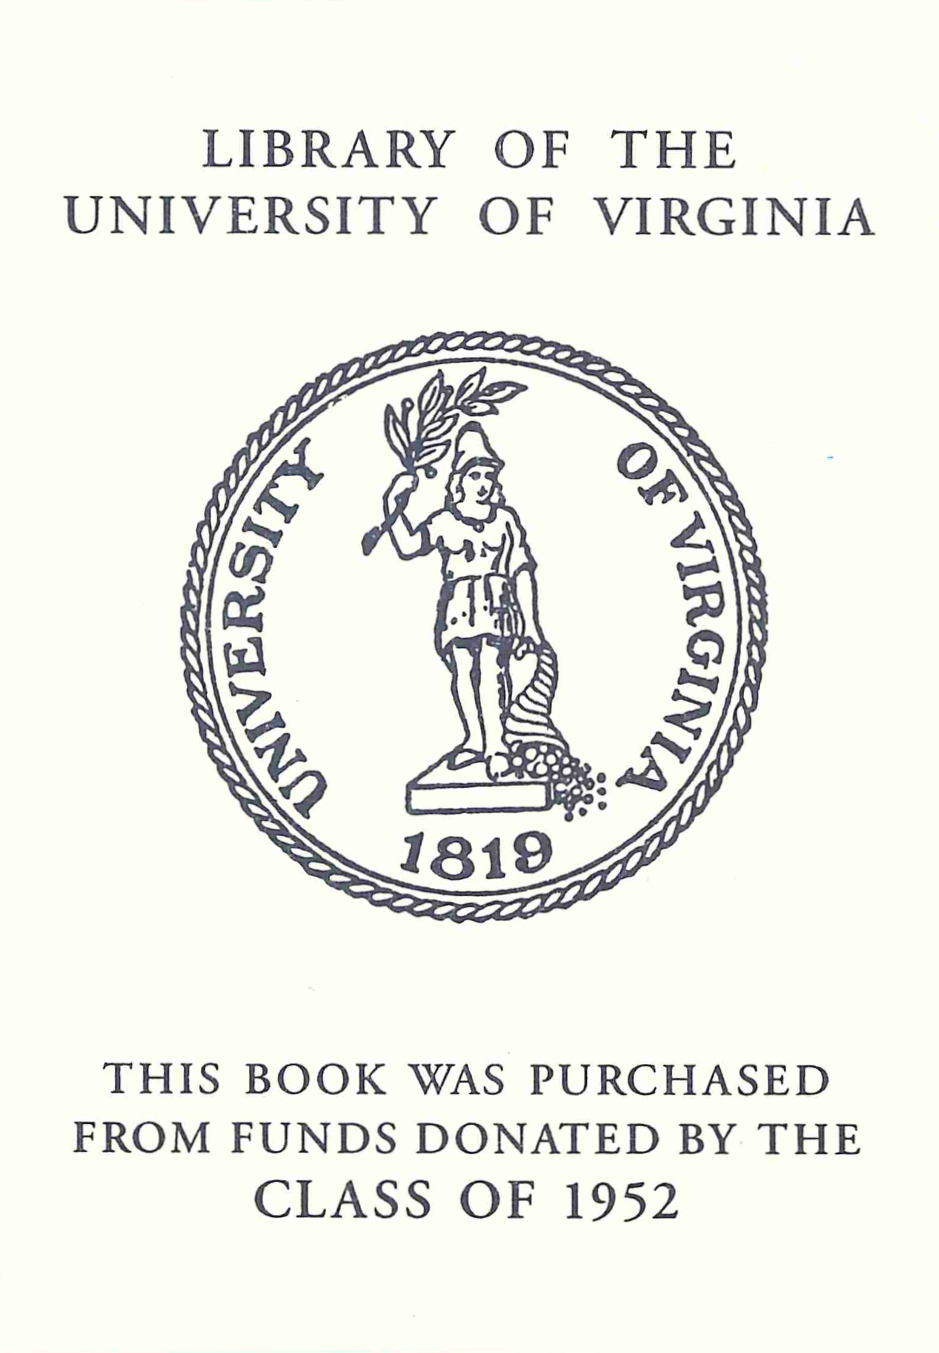 LIBRARY OF THE
UNIVERSITY OF VIRGINIA
UNIVERSITY OF VIRGINIA
1819
THIS BOOK WAS PURCHASED
FROM FUNDS DONATED BY THE
CLASS OF 1952